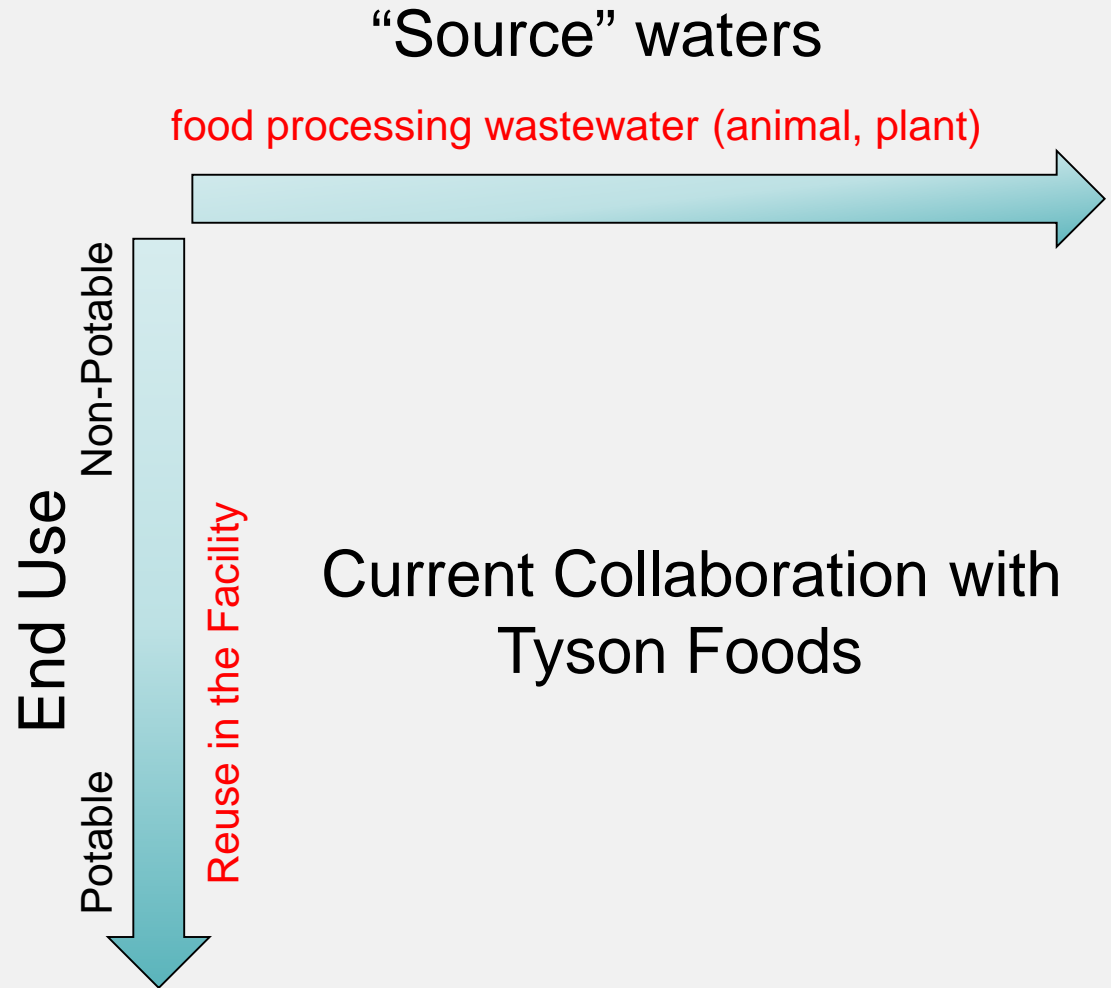 “Source” waters
food processing wastewater (animal, plant)
End Use
Non-Potable
Potable
Reuse in the Facility
Current Collaboration with
Tyson Foods